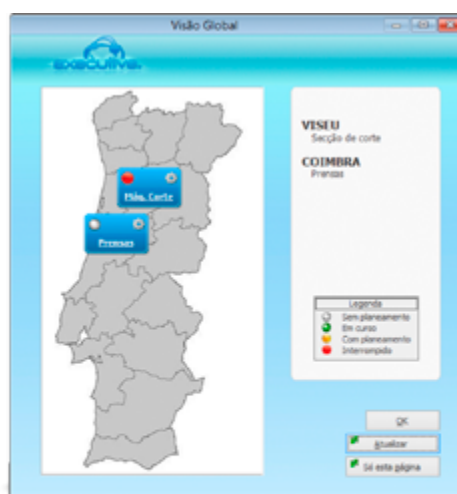 Visão Global
EXECUTIVE
VISEU
Secção de corte
COIMBRA
Prensas
Máq. Corte
Prensas
Legenda
Sem planeamento
Em curso
Com planeamento
Interrompido
OK
Atualizar
Só esta página